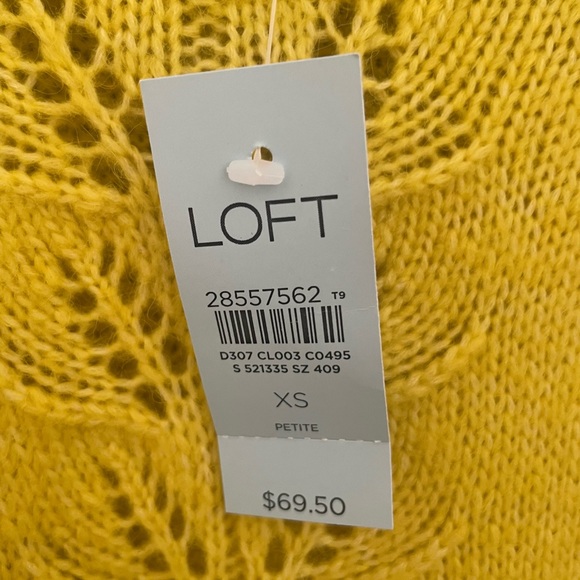 LOFT
28557562 T9
D307 CL003 C0495
S 521335 SZ 409
XS
PETITE
$69.50